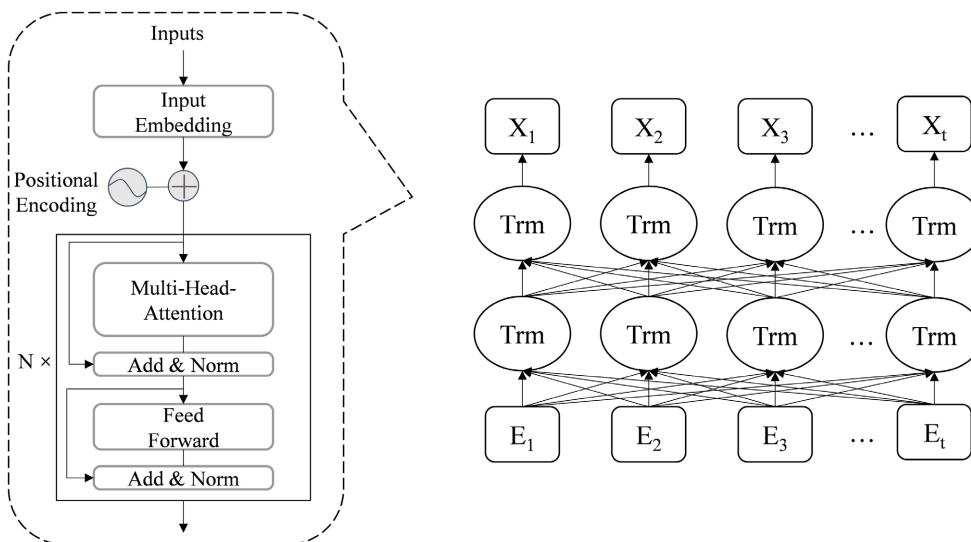 Inputs
Input
Embedding
Positional
Encoding
N ×
Multi-Head-
Attention
Add & Norm
Feed
Forward
Add & Norm
X₁ X₂ X₃ … Xₜ
Trm Trm Trm … Trm
Trm Trm Trm … Trm
E₁ E₂ E₃ … Eₜ